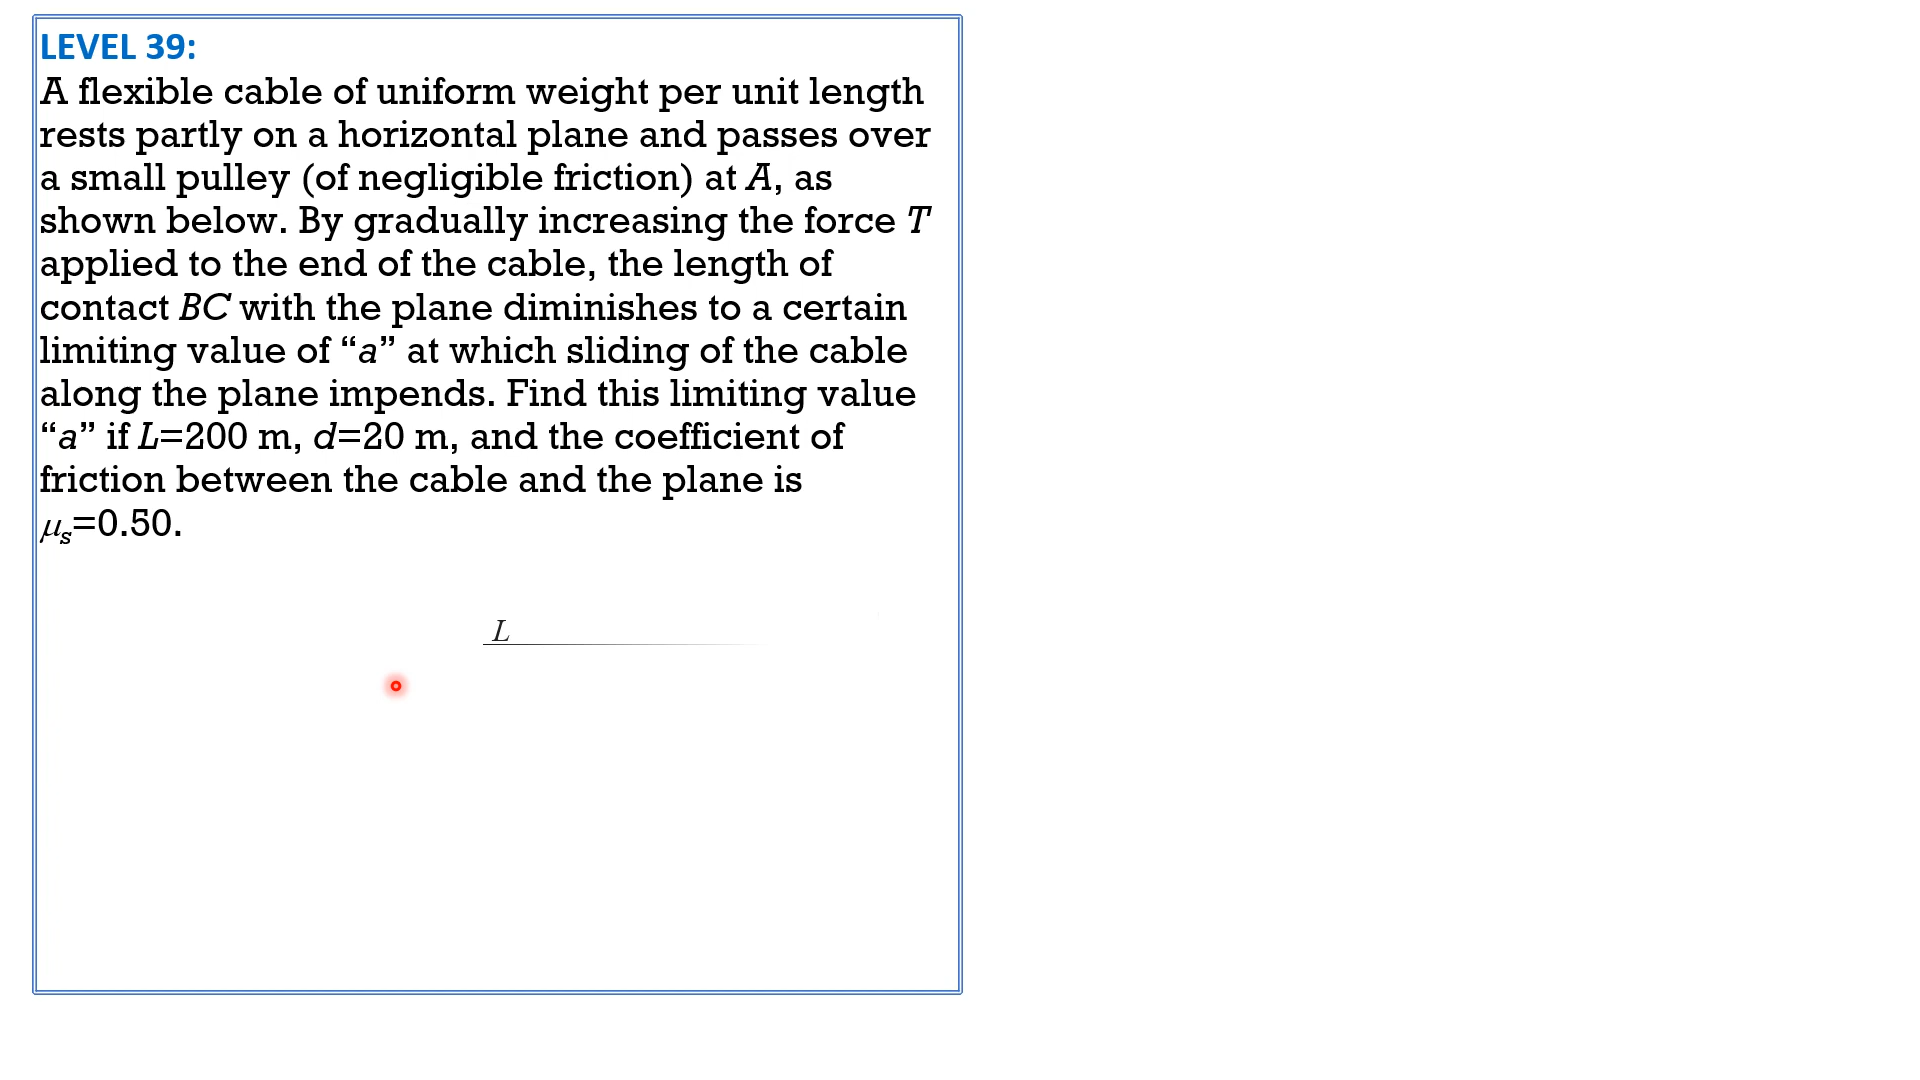 LEVEL 39:
A flexible cable of uniform weight per unit length
rests partly on a horizontal plane and passes over
a small pulley (of negligible friction) at A, as
shown below. By gradually increasing the force T
applied to the end of the cable, the length of
contact BC with the plane diminishes to a certain
limiting value of “a” at which sliding of the cable
along the plane impends. Find this limiting value
“a” if L=200 m, d=20 m, and the coefficient of
friction between the cable and the plane is
μs=0.50.
L